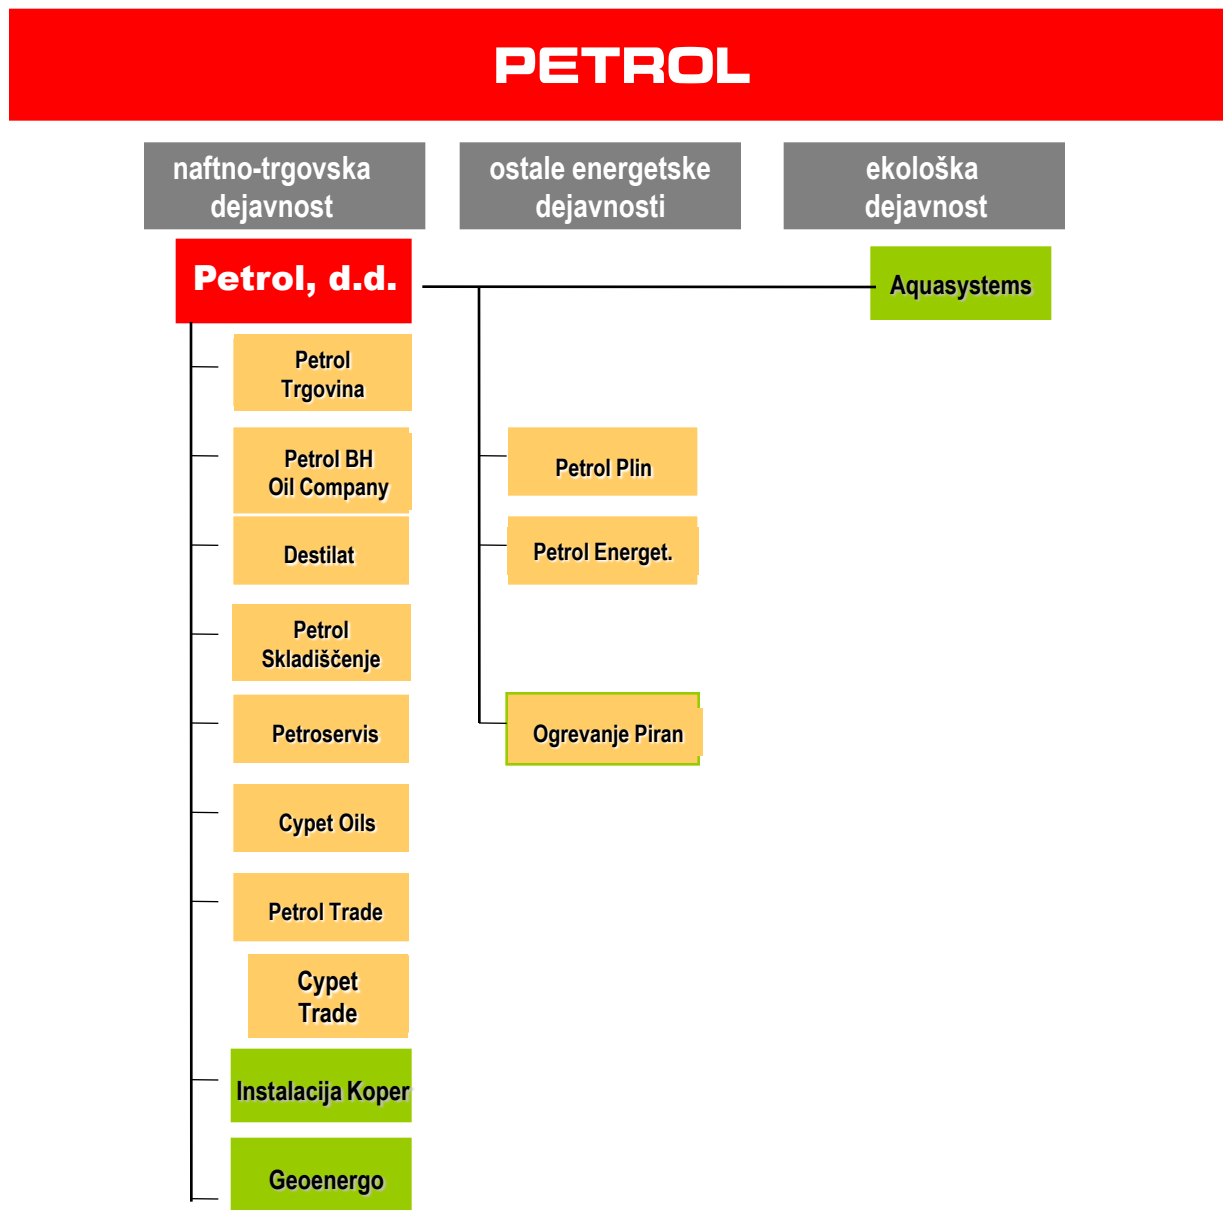 PETROL
naftno-trgovska
dejavnost
ostale energetske
dejavnosti
ekološka
dejavnost
Petrol, d.d.
Aquasystems
Petrol
Trgovina
Petrol BH
Oil Company
Petrol Plin
Destilat
Petrol Energet.
Petrol
Skladiščenje
Petroservis
Ogrevanje Piran
Cypet Oils
Petrol Trade
Cypet
Trade
Instalacija Koper
Geoenergo